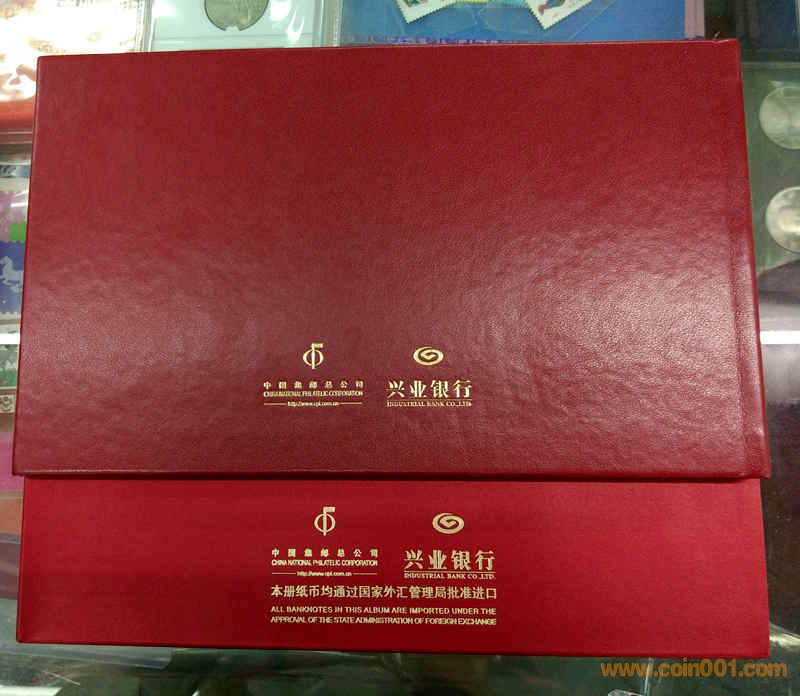 中国集邮总公司
CHINA NATIONAL PHILATELIC CORPORATION
http://www.cpi.com.cn
兴业银行
INDUSTRIAL BANK CO.,LTD.
中国集邮总公司
CHINA NATIONAL PHILATELIC CORPORATION
http://www.cpi.com.cn
兴业银行
INDUSTRIAL BANK CO.,LTD.
本册纸币均通过国家外汇管理局批准进口
ALL BANKNOTES IN THIS ALBUM ARE IMPORTED UNDER THE
APPROVAL OF THE STATE ADMINISTRATION OF FOREIGN EXCHANGE
www.coin001.com